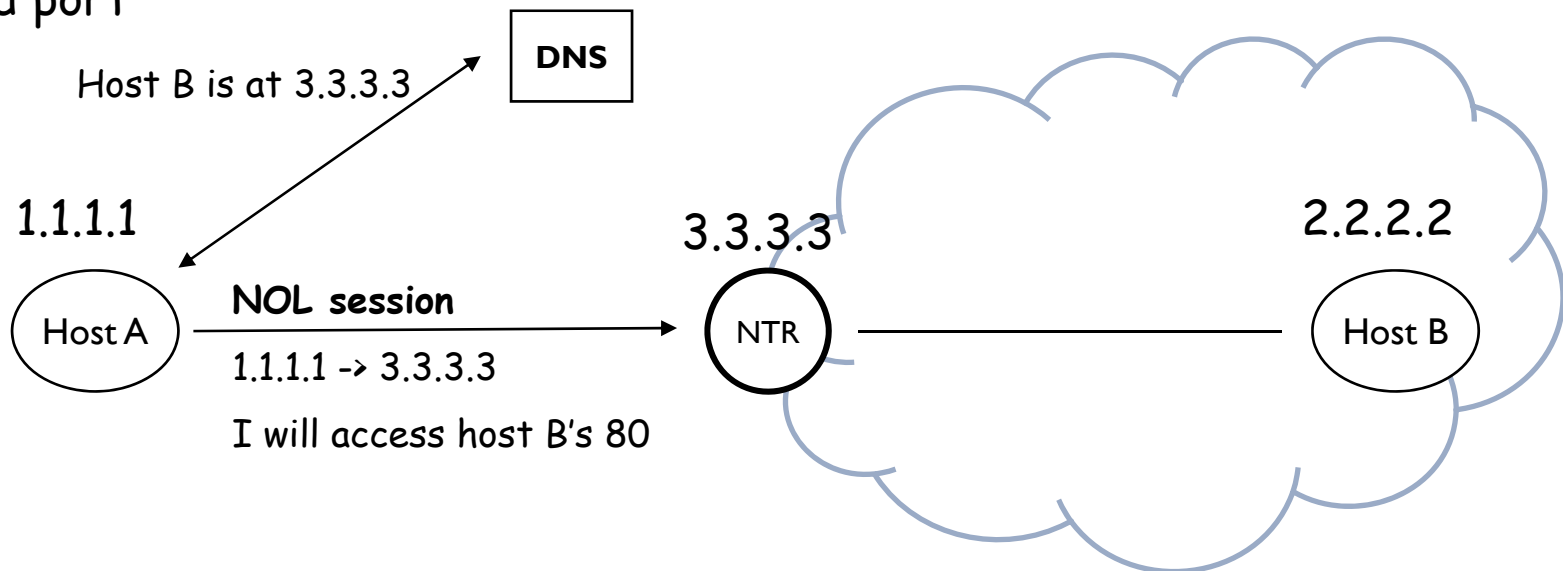 d port
DNS
Host B is at 3.3.3.3
1.1.1.1
3.3.3.3
2.2.2.2
Host A
NOL session
NTR
Host B
1.1.1.1 -> 3.3.3.3
I will access host B's 80